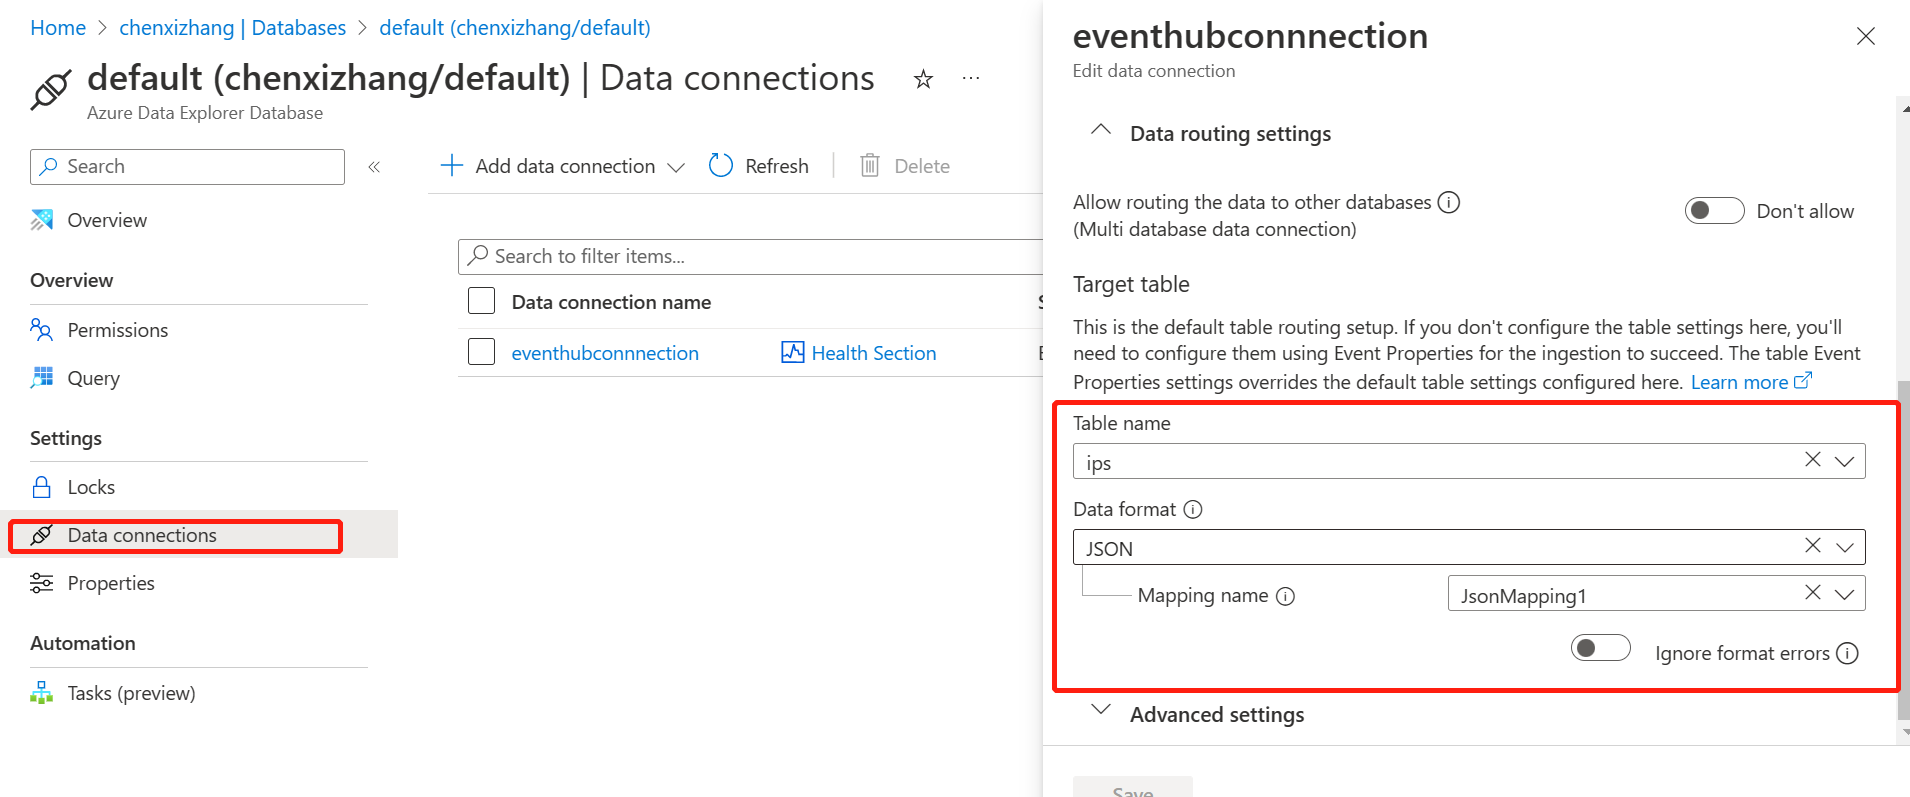 Home > chenxizhang | Databases > default (chenxizhang/default)
default (chenxizhang/default) | Data connections
Azure Data Explorer Database
Search
Overview
Overview
Permissions
Query
Settings
Locks
Data connections
Properties
Automation
Tasks (preview)
Add data connection
Refresh
Delete
Search to filter items...
Data connection name
eventhubconnnection
Health Section
eventhubconnnection
Edit data connection
Data routing settings
Allow routing the data to other databases
(Multi database data connection)
Don't allow
Target table
This is the default table routing setup. If you don't configure the table settings here, you'll
need to configure them using Event Properties for the ingestion to succeed. The table Event
Properties settings overrides the default table settings configured here. Learn more
Table name
ips
Data format
JSON
Mapping name
JsonMapping1
Ignore format errors
Advanced settings
Save